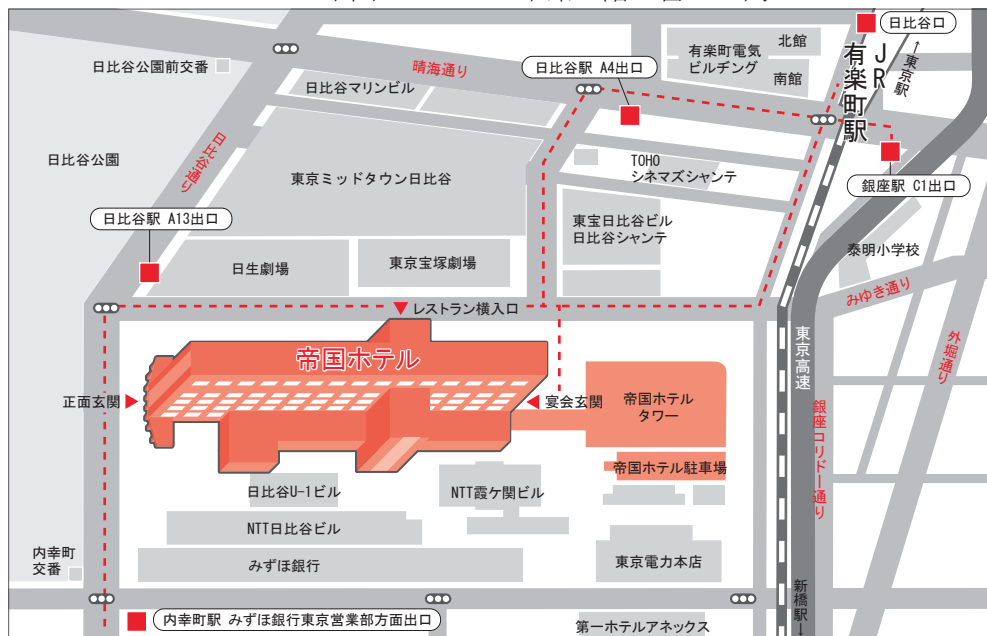 日比谷口
北館
有楽町電気
ビルヂング
南館
JR
有楽町駅
↑東京駅
日比谷公園前交番
晴海通り
日比谷駅 A4出口
日比谷マリンビル
日比谷公園
日比谷通り
東京ミッドタウン日比谷
TOHO
シネマズシャンテ
銀座駅 C1出口
日比谷駅 A13出口
東宝日比谷ビル
日比谷シャンテ
泰明小学校
日生劇場
東京宝塚劇場
みゆき通り
レストラン横入口
外堀通り
東京高速
帝国ホテル
正面玄関
宴会玄関
帝国ホテル
タワー
銀座コリドー通り
帝国ホテル駐車場
日比谷U-1ビル
NTT霞ケ関ビル
NTT日比谷ビル
内幸町
交番
みずほ銀行
東京電力本店
新橋駅↓
内幸町駅 みずほ銀行東京営業部方面出口
第一ホテルアネックス